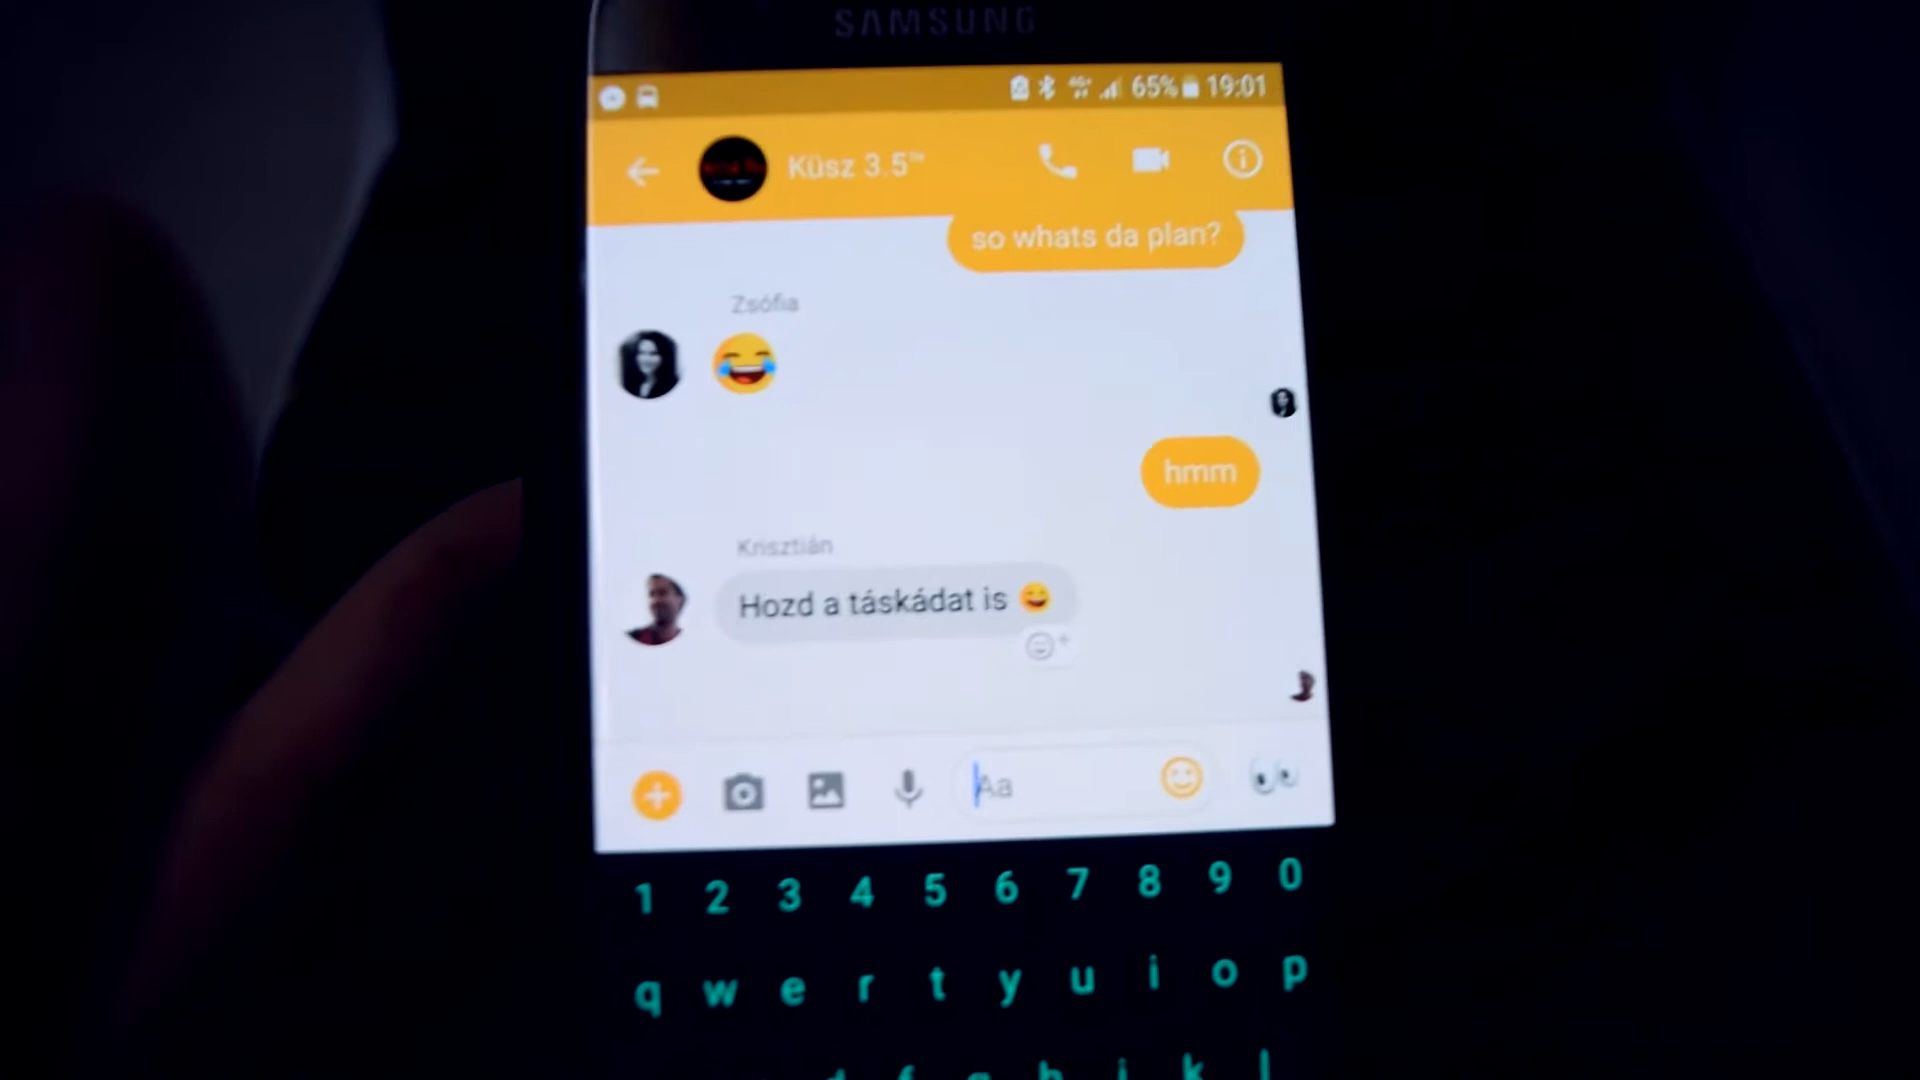 SAMSUNG
65% 19:01
Küsz 3.5™
so whats da plan?
Zsófia
hmm
Krisztián
Hozd a táskádat is 😄
Aa
1 2 3 4 5 6 7 8 9 0
q w e r t y u i o p
d f g h j k l